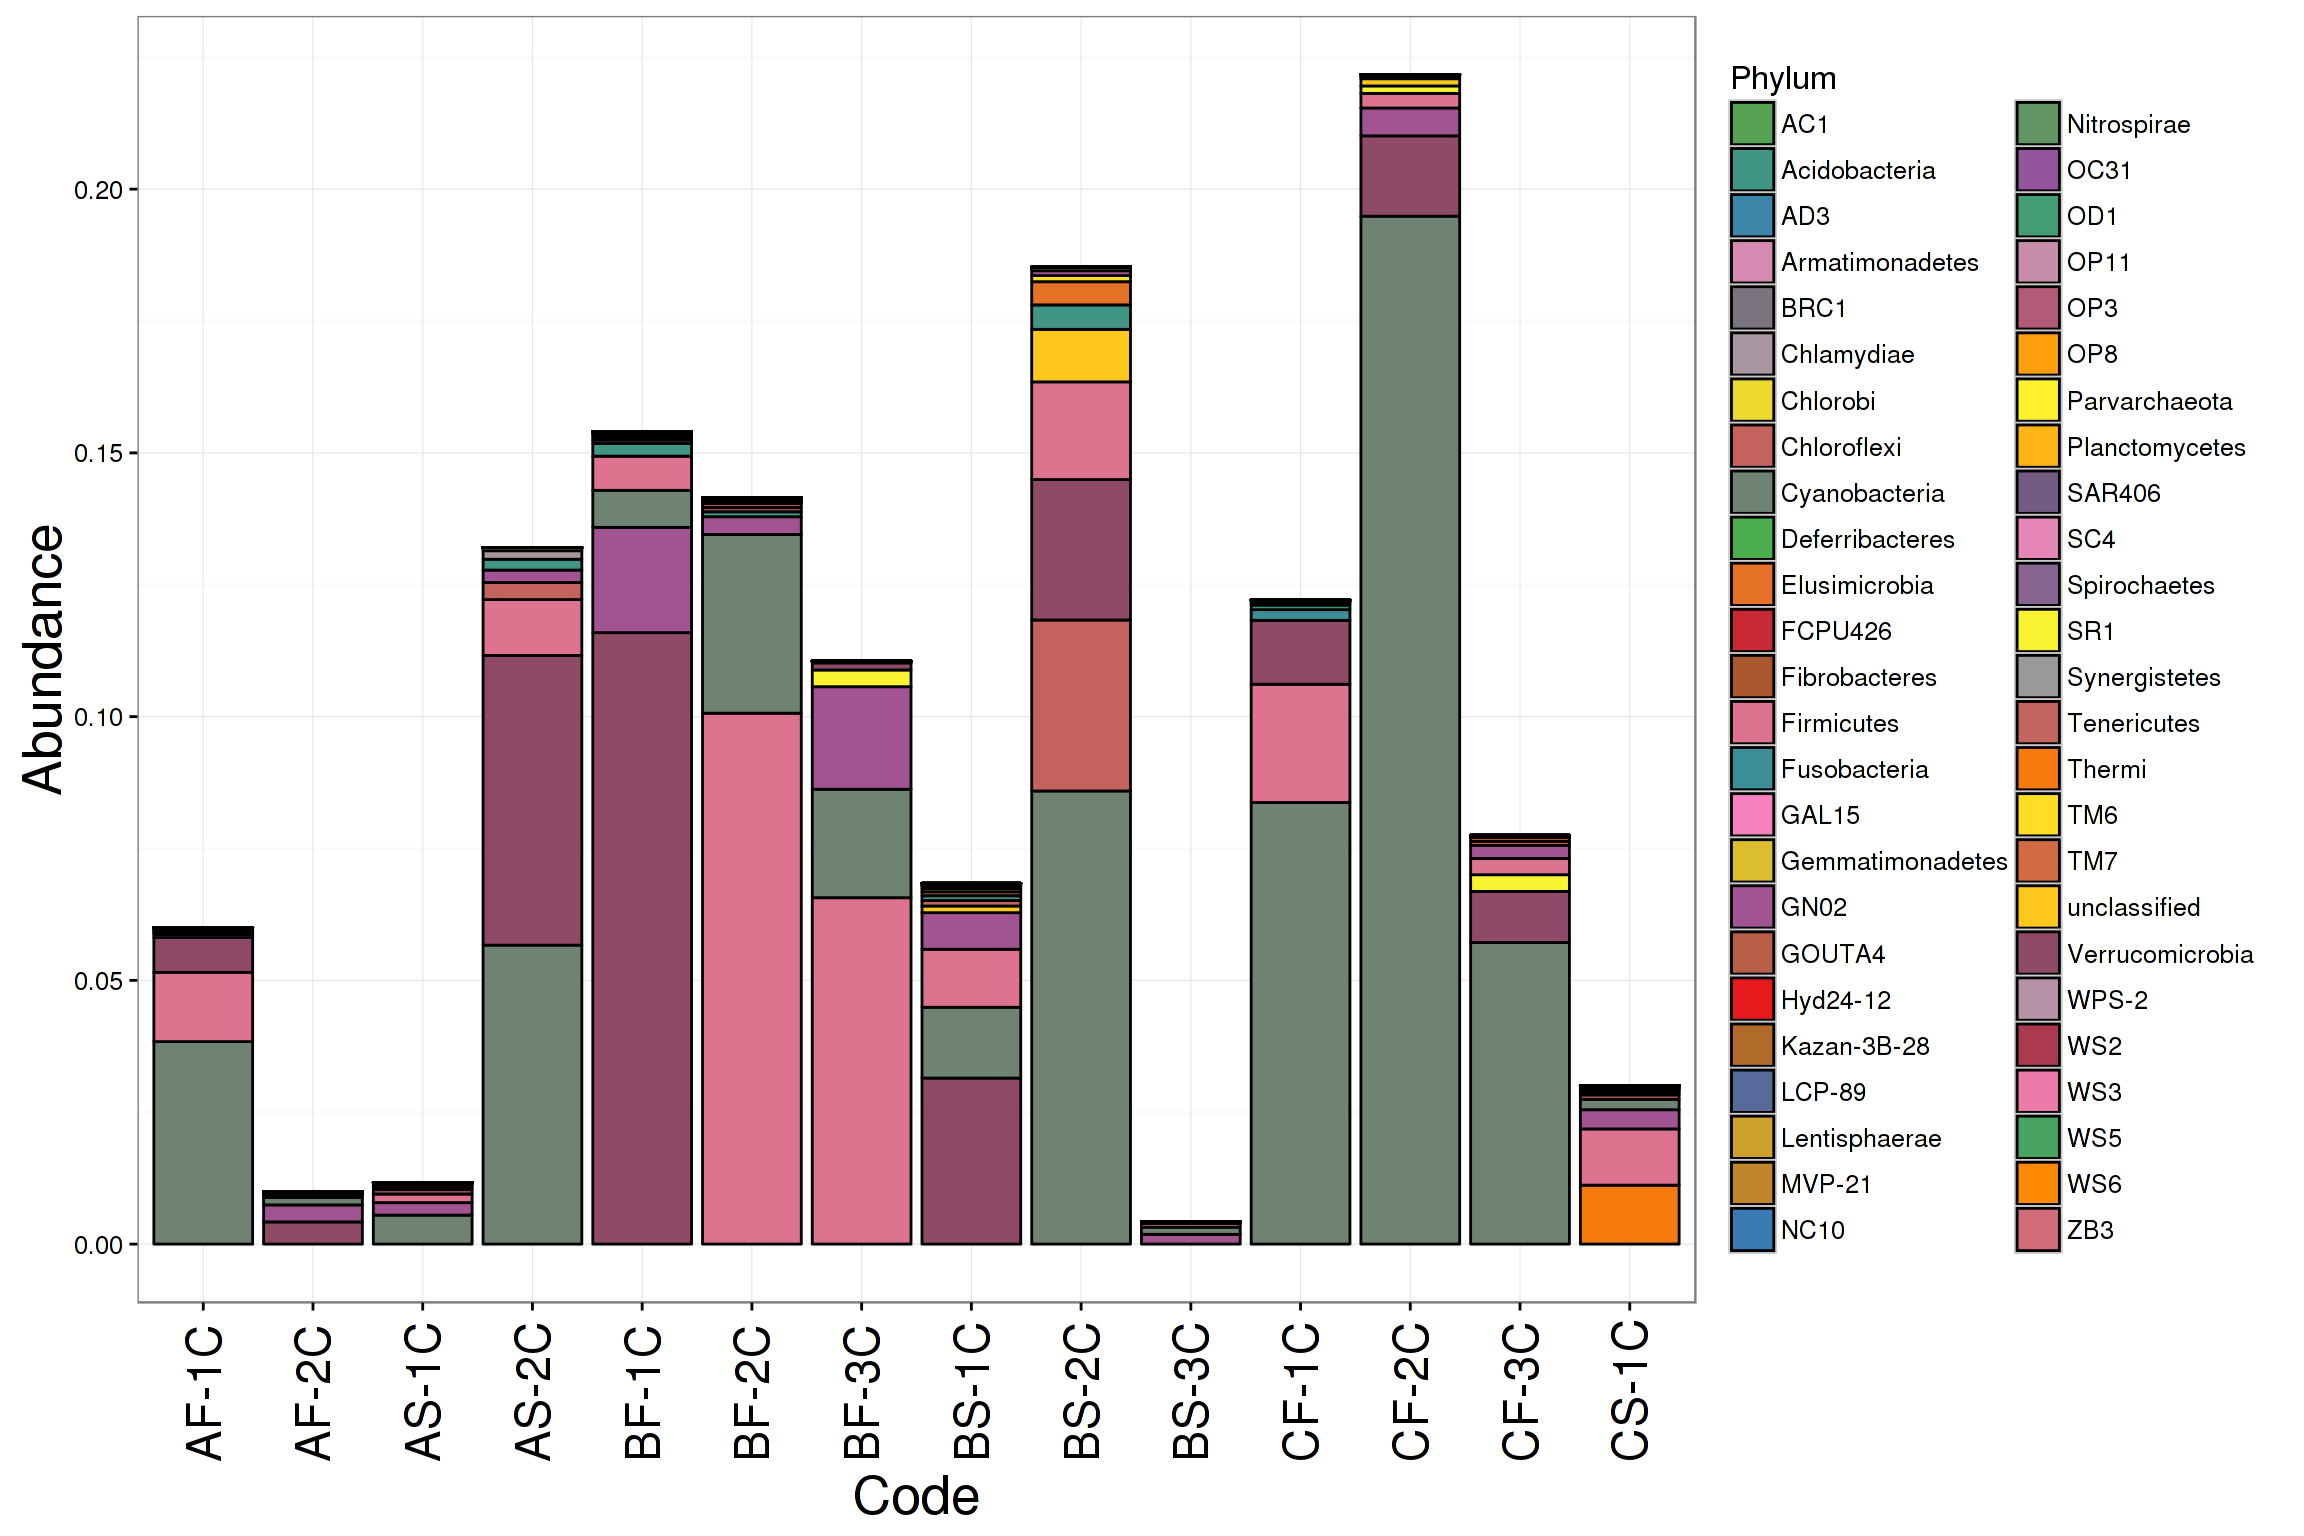 Abundance
0.20
0.15
0.10
0.05
0.00
AF-1C
AF-2C
AS-1C
AS-2C
BF-1C
BF-2C
BF-3C
BS-1C
BS-2C
BS-3C
CF-1C
CF-2C
CF-3C
CS-1C
Code
Phylum
AC1
Acidobacteria
AD3
Armatimonadetes
BRC1
Chlamydiae
Chlorobi
Chloroflexi
Cyanobacteria
Deferribacteres
Elusimicrobia
FCPU426
Fibrobacteres
Firmicutes
Fusobacteria
GAL15
Gemmatimonadetes
GN02
GOUTA4
Hyd24-12
Kazan-3B-28
LCP-89
Lentisphaerae
MVP-21
NC10
Nitrospirae
OC31
OD1
OP11
OP3
OP8
Parvarchaeota
Planctomycetes
SAR406
SC4
Spirochaetes
SR1
Synergistetes
Tenericutes
Thermi
TM6
TM7
unclassified
Verrucomicrobia
WPS-2
WS2
WS3
WS5
WS6
ZB3